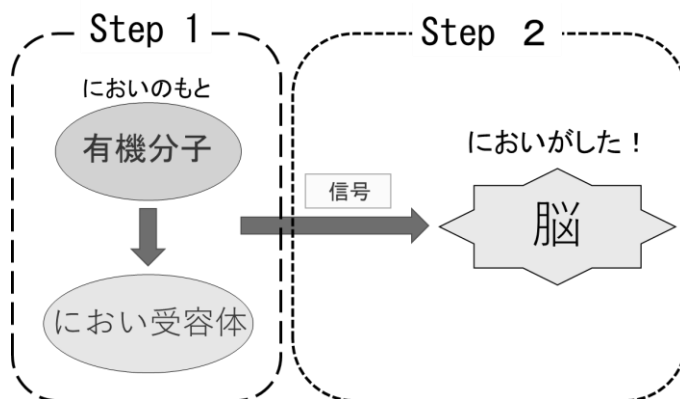 Step 1
においのもと
有機分子
におい受容体
信号
Step 2
においがした!
脳